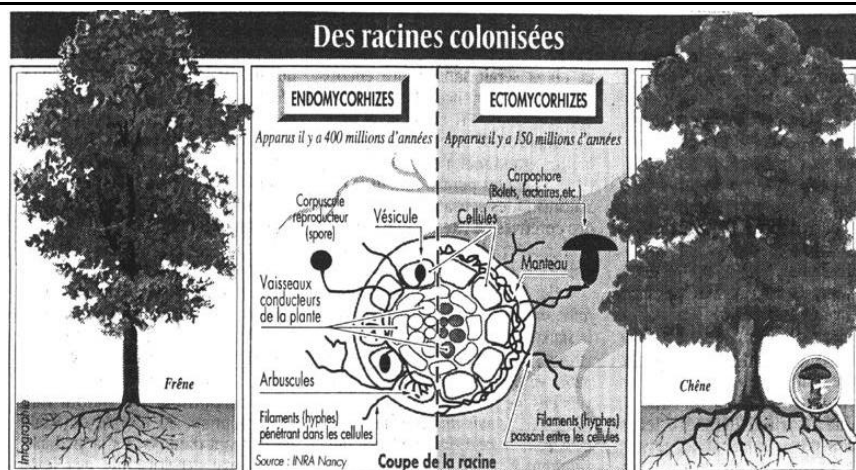 Des racines colonisées
ENDOMYCORHIZES
Apparus il y a 400 millions d'années
ECTOMYCORHIZES
Apparus il y a 150 millions d'années
Carpophore
(Bolets, lactaires, etc.)
Corpuscule
reproducteur
(spore)
Vésicule
Cellules
Manteau
Vaisseaux
conducteurs
de la plante
Arbuscules
Filaments (hyphes)
pénétrant dans les cellules
Filaments (hyphes)
passant entre les cellules
Frêne
Chêne
Infographie
Source : INRA Nancy
Coupe de la racine